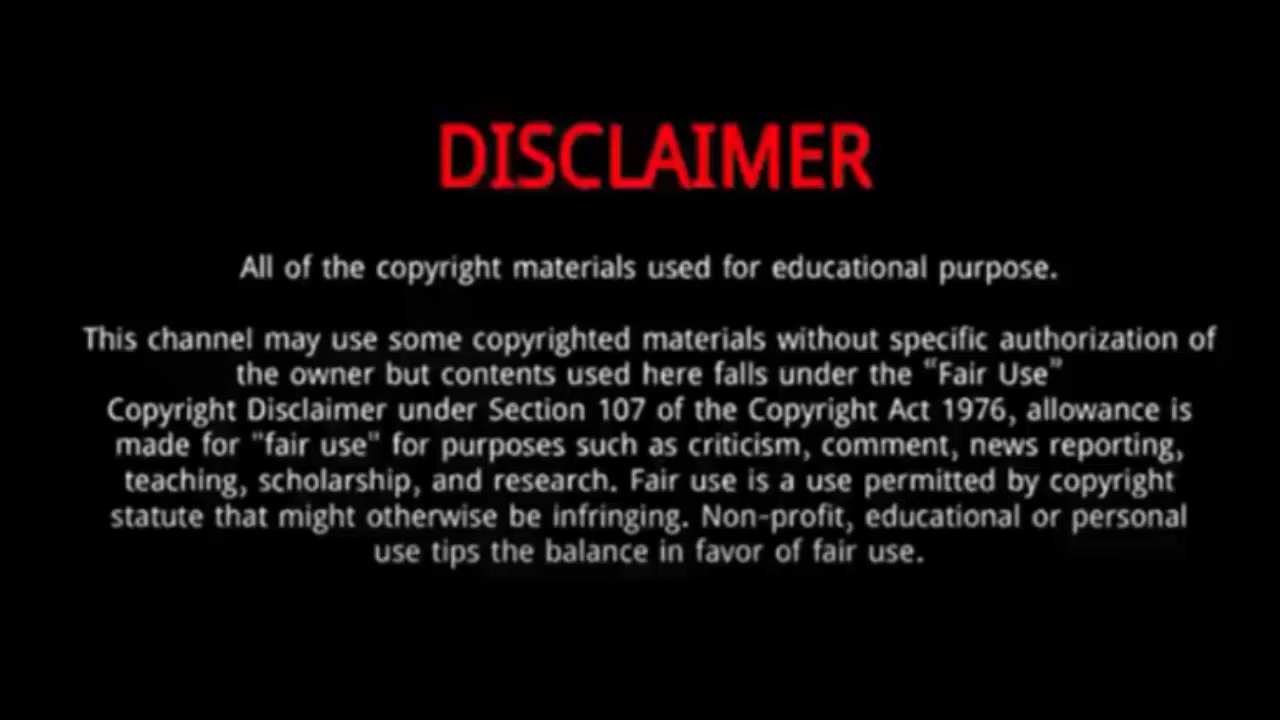 DISCLAIMER
All of the copyright materials used for educational purpose.
This channel may use some copyrighted materials without specific authorization of
the owner but contents used here falls under the “Fair Use”
Copyright Disclaimer under Section 107 of the Copyright Act 1976, allowance is
made for "fair use" for purposes such as criticism, comment, news reporting,
teaching, scholarship, and research. Fair use is a use permitted by copyright
statute that might otherwise be infringing. Non-profit, educational or personal
use tips the balance in favor of fair use.